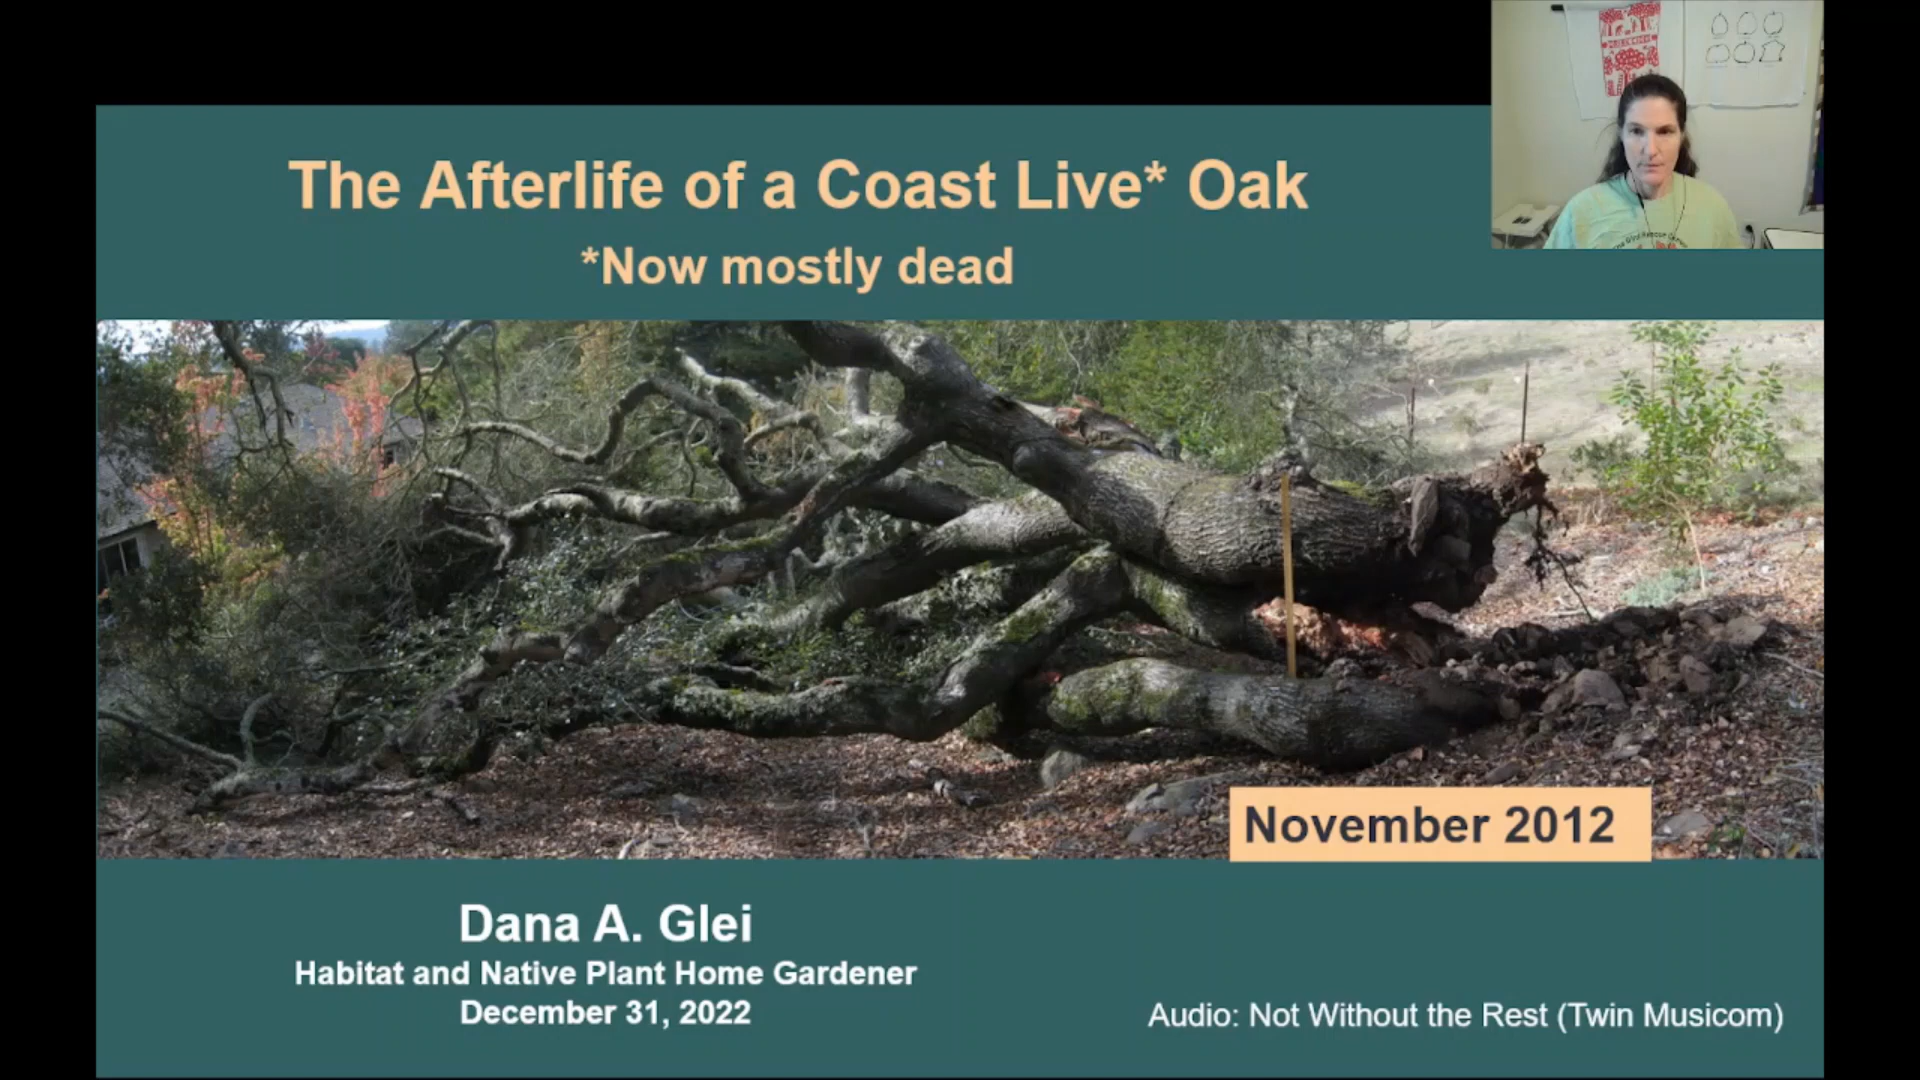 The Afterlife of a Coast Live* Oak
*Now mostly dead
November 2012
Dana A. Glei
Habitat and Native Plant Home Gardener
December 31, 2022
Audio: Not Without the Rest (Twin Musicom)